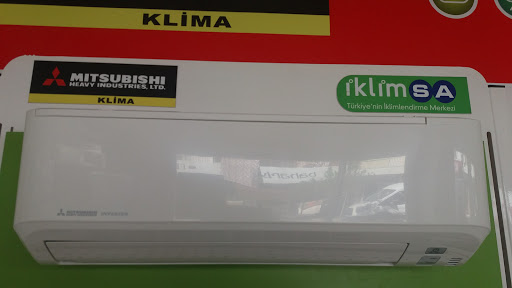 KLİMA
MITSUBISHI
HEAVY INDUSTRIES, LTD.
KLİMA
iklimSA
Türkiye'nin İklimlendirme Merkezi